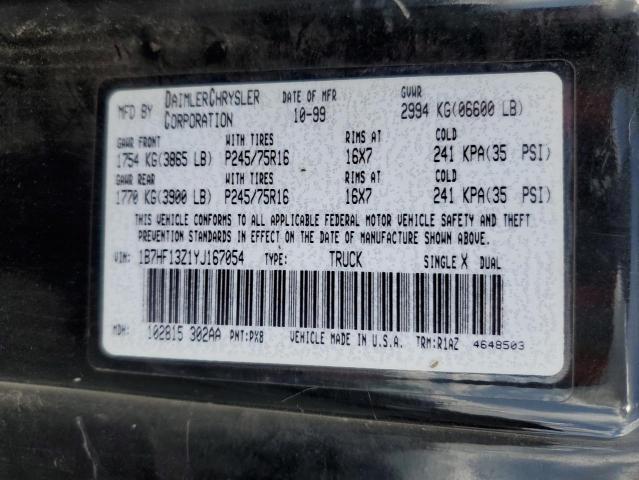 MFD BY DAIMLERCHRYSLER CORPORATION DATE OF MFR 10-99 GVWR 2994 KG(06600 LB)
GAWR FRONT WITH TIRES RIMS AT COLD
1754 KG(3865 LB) P245/75R16 16X7 241 KPA(35 PSI)
GAWR REAR WITH TIRES RIMS AT COLD
1770 KG(3900 LB) P245/75R16 16X7 241 KPA(35 PSI)
THIS VEHICLE CONFORMS TO ALL APPLICABLE FEDERAL MOTOR VEHICLE SAFETY AND THEFT
PREVENTION STANDARDS IN EFFECT ON THE DATE OF MANUFACTURE SHOWN ABOVE.
VIN: 1B7HF13Z1YJ167054 TYPE: TRUCK SINGLE X DUAL
MDH: 102815 302AA PNT:PX8 VEHICLE MADE IN U.S.A. TRM:R1AZ 4648503